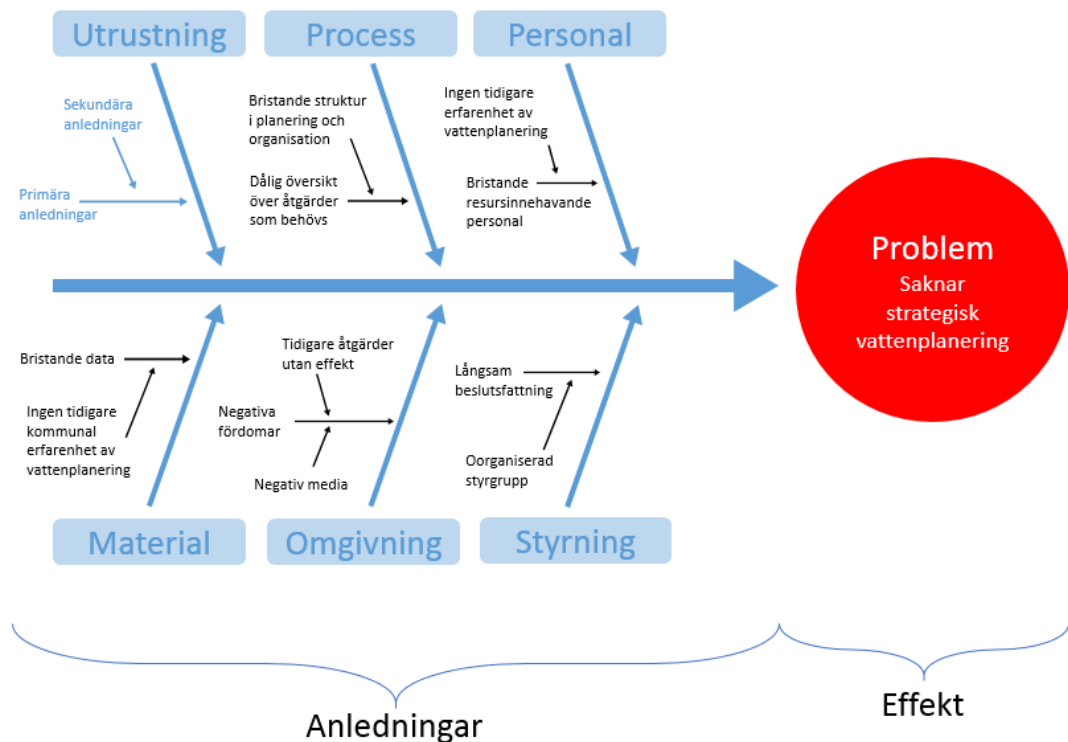 Utrustning
Process
Personal
Sekundära
anledningar
Primära
anledningar
Bristande struktur
i planering och
organisation
Dålig översikt
över åtgärder
som behövs
Ingen tidigare
erfarenhet av
vattenplanering
Bristande
resursinnehavande
personal
Problem
Saknar
strategisk
vattenplanering
Bristande data
Ingen tidigare
kommunal
erfarenhet av
vattenplanering
Tidigare åtgärder
utan effekt
Negativa
fördomar
Negativ media
Långsam
beslutsfattning
Oorganiserad
styrgrupp
Material
Omgivning
Styrning
Anledningar
Effekt